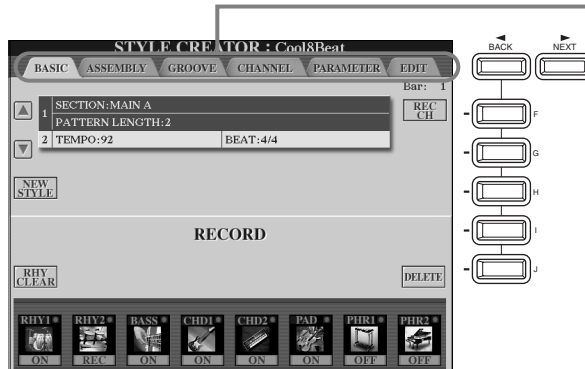 STYLE CREATOR : Cool8Beat
BACK NEXT
BASIC ASSEMBLY GROOVE CHANNEL PARAMETER EDIT
Bar: 1
1 SECTION:MAIN A
PATTERN LENGTH:2
REC CH
2 TEMPO:92 BEAT:4/4
F
G
NEW STYLE
H
RECORD
I
RHY CLEAR
DELETE
J
RHY1 RHY2 BASS CHD1 CHD2 PAD PHR1 PHR2
ON REC ON ON ON ON OFF OFF